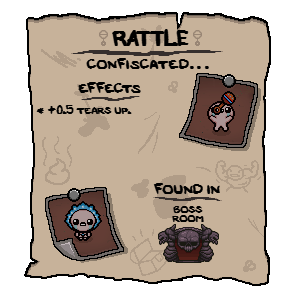 RATTLE
CONFISCATED...
EFFECTS
+0.5 TEARS UP.
FOUND IN
BOSS
ROOM